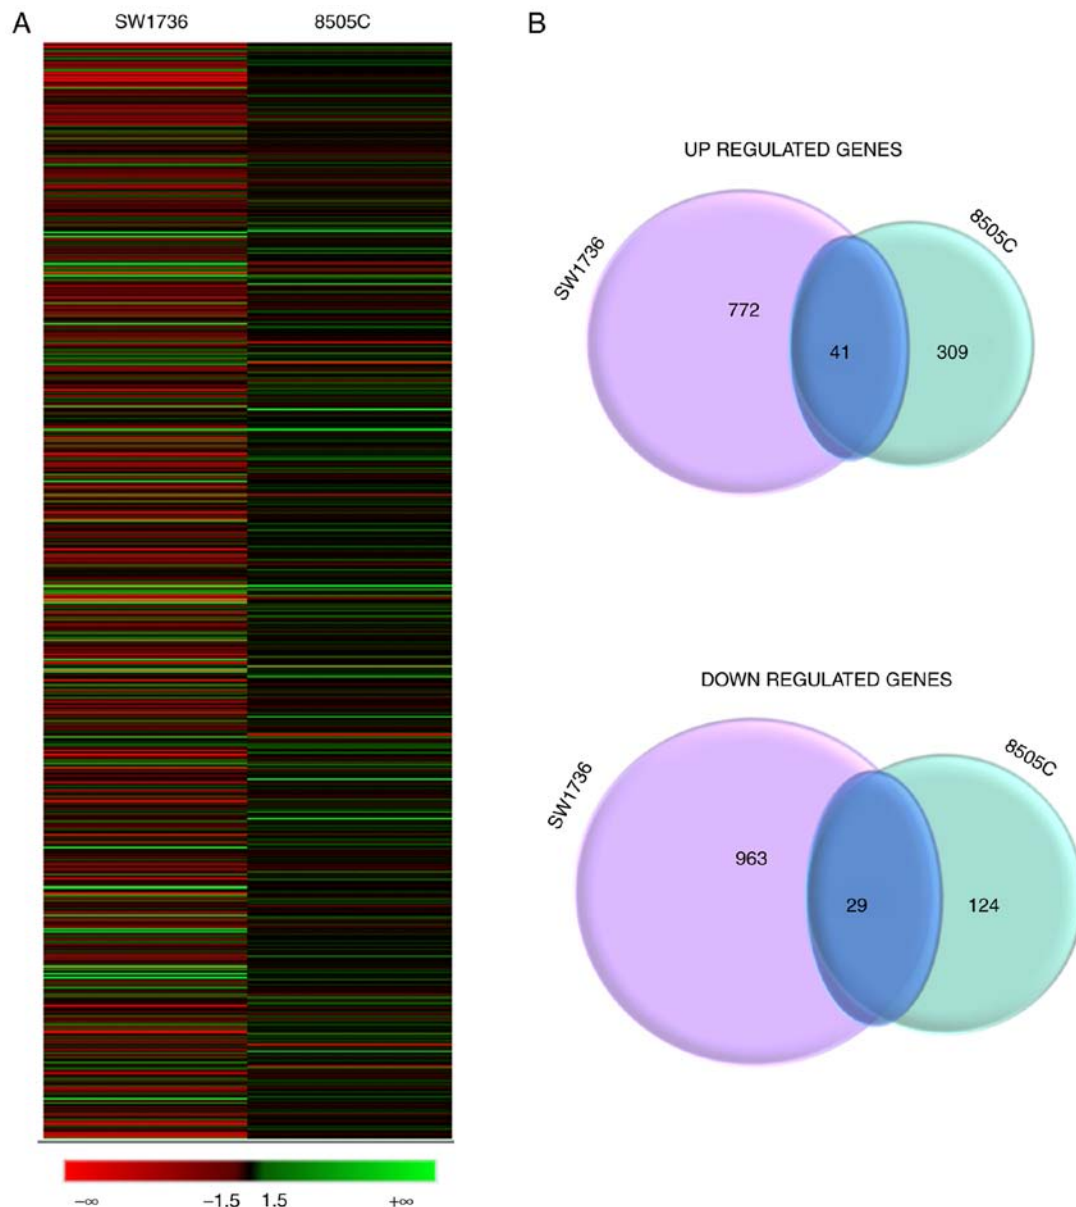 A
SW1736
8505C
−∞
−1.5
1.5
+∞
B
UP REGULATED GENES
SW1736
8505C
772
41
309
DOWN REGULATED GENES
SW1736
8505C
963
29
124